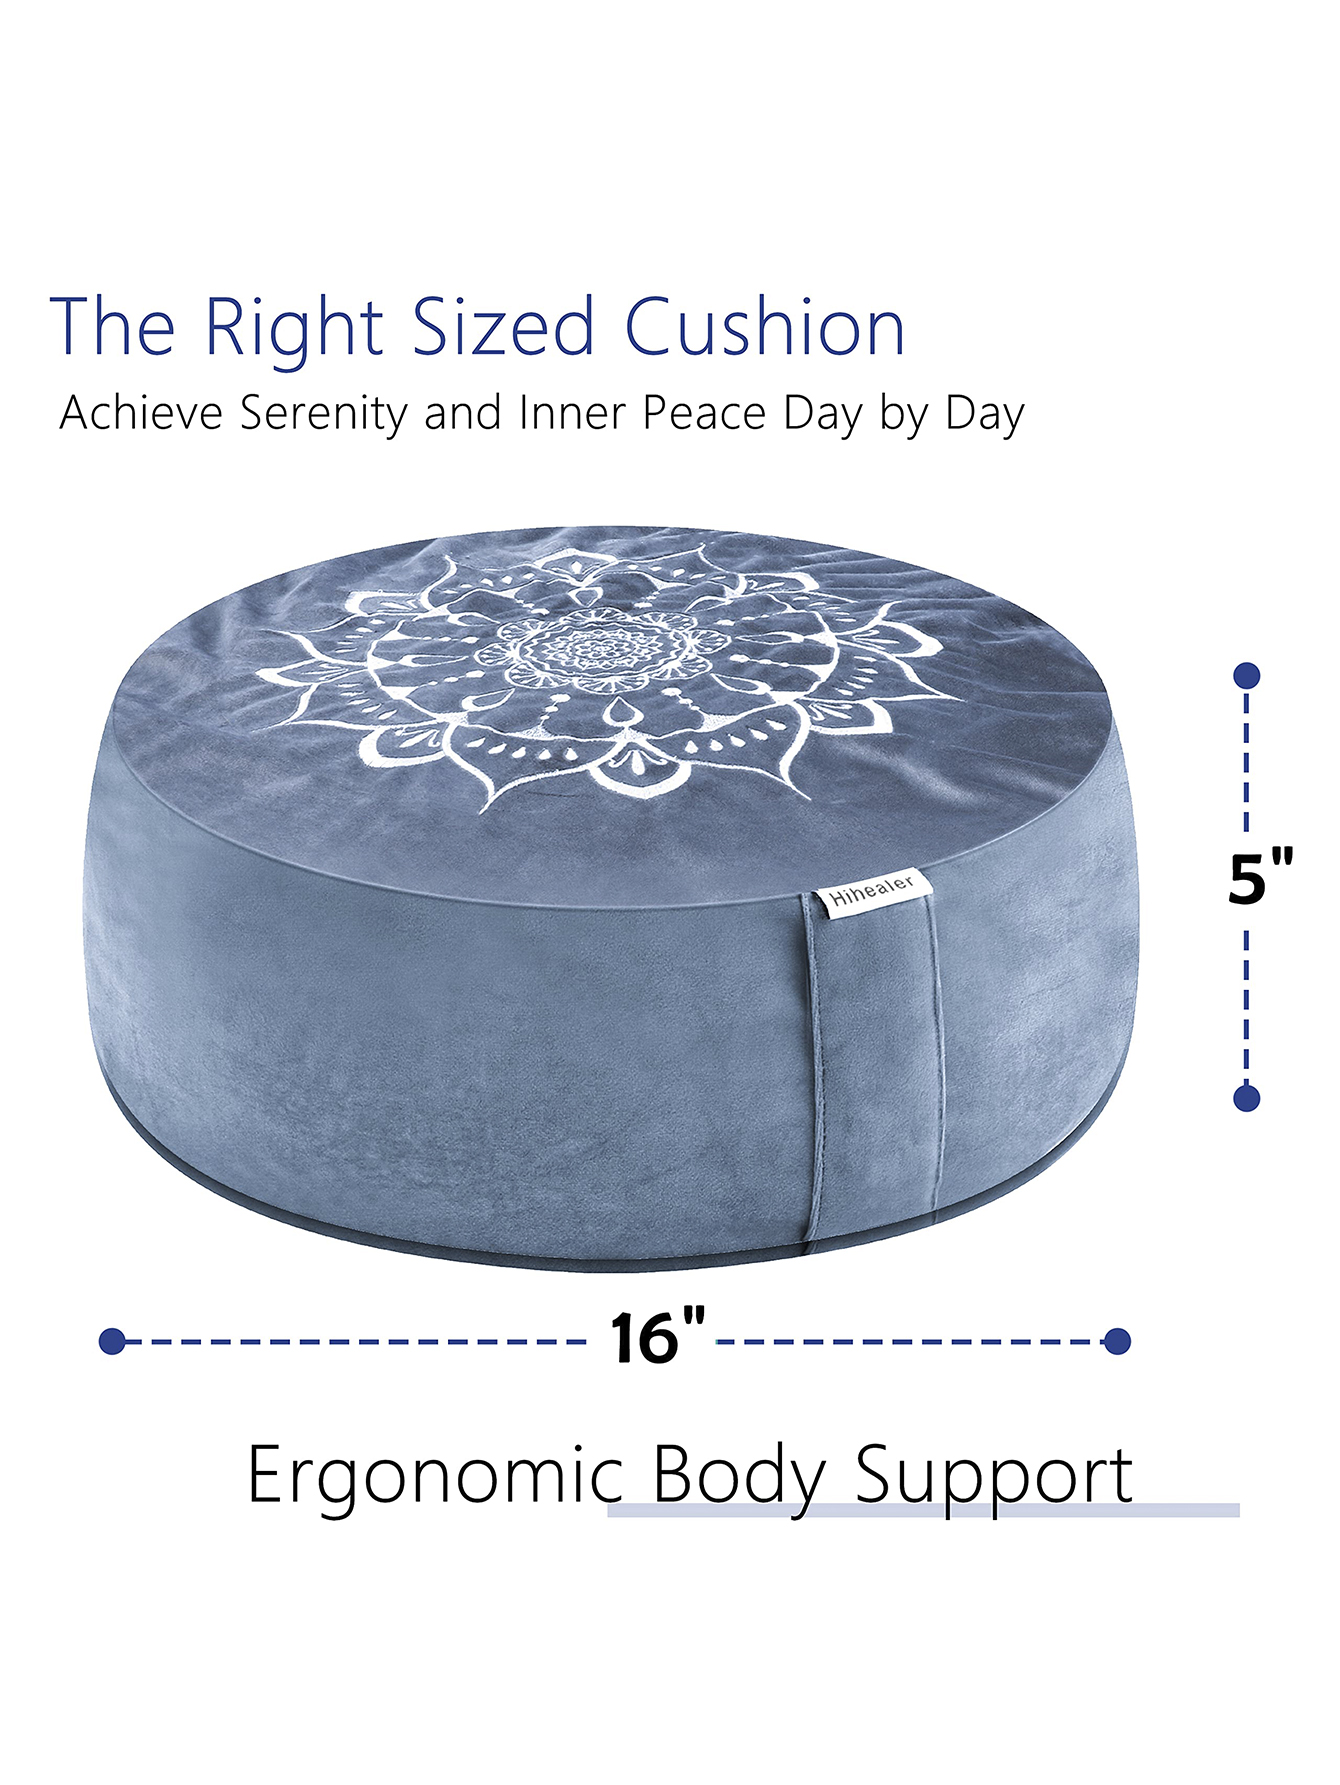 The Right Sized Cushion
Achieve Serenity and Inner Peace Day by Day
Hihealer
5"
16"
Ergonomic Body Support